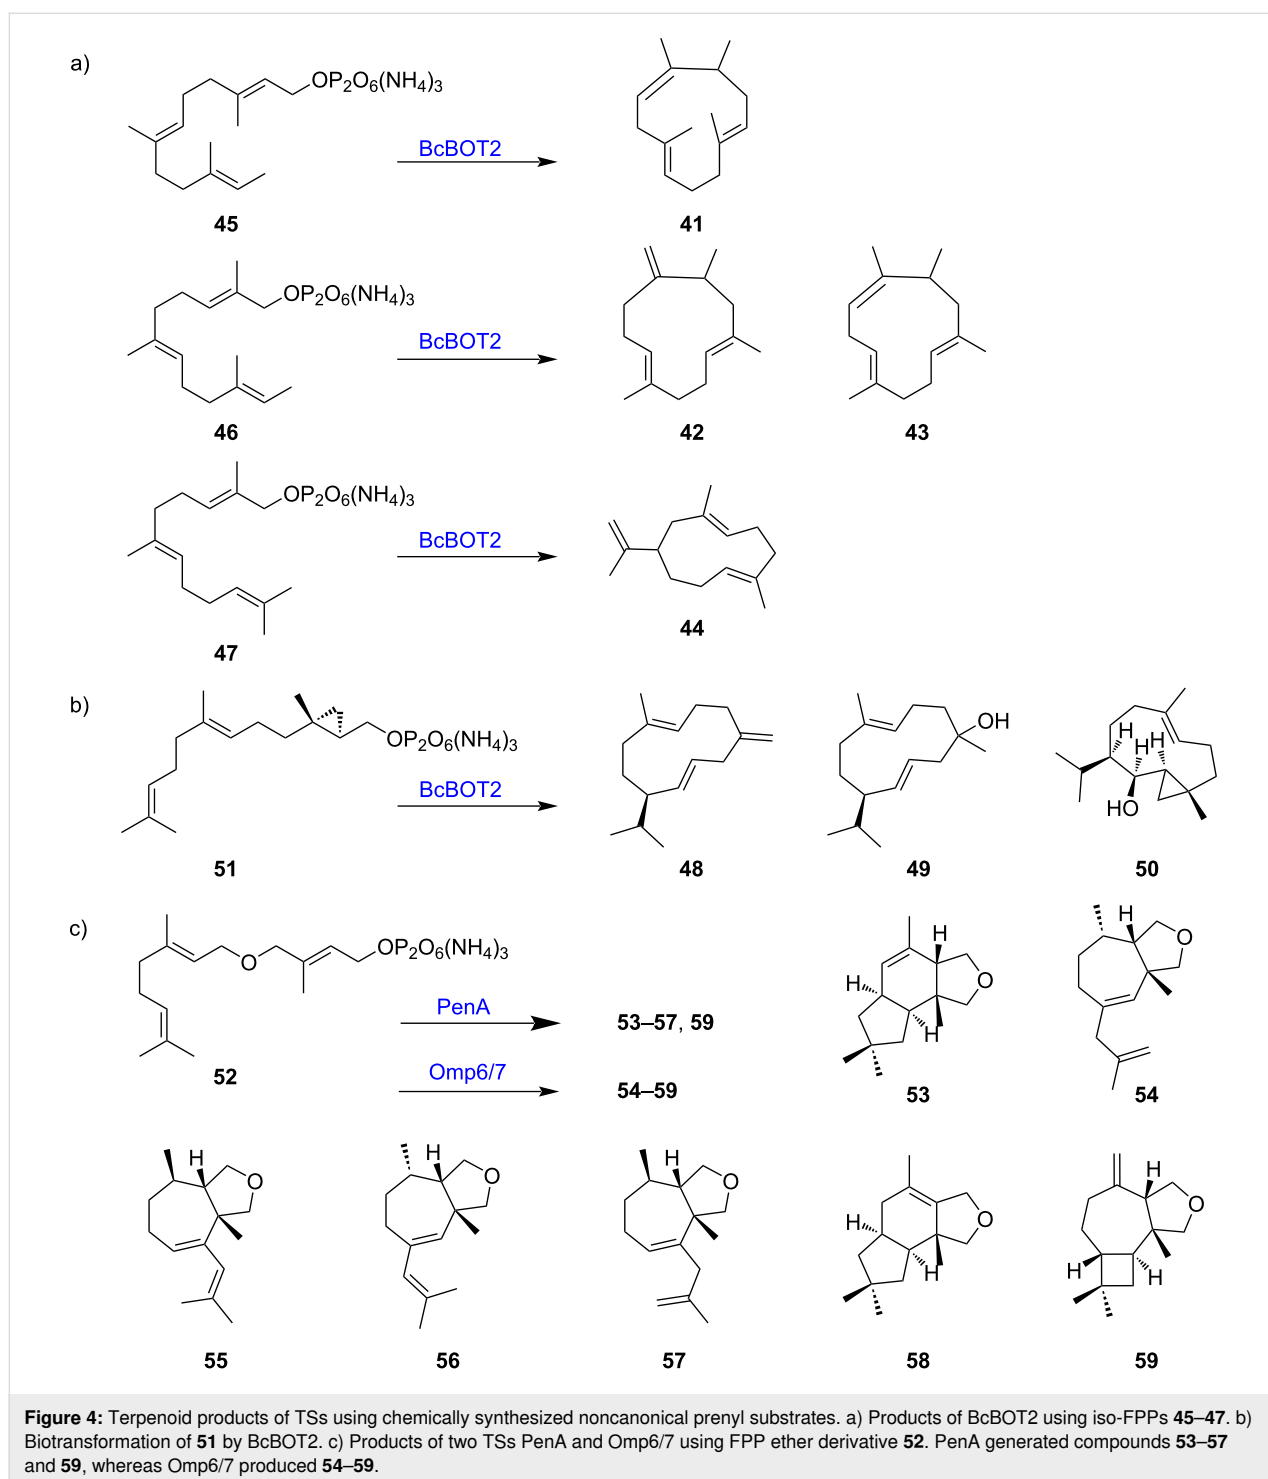 a)
OP2O6(NH4)3
BcBOT2
45
41
OP2O6(NH4)3
BcBOT2
46
42
43
OP2O6(NH4)3
BcBOT2
47
44
b)
OP2O6(NH4)3
BcBOT2
OH
H
H
H
HO
51
48
49
50
c)
O
OP2O6(NH4)3
PenA
53–57, 59
Omp6/7
54–59
52
H
O
H
H
53
H
O
54
H
O
55
H
O
56
H
O
57
O
H
H
58
H
O
H
H
59
Figure 4: Terpenoid products of TSs using chemically synthesized noncanonical prenyl substrates. a) Products of BcBOT2 using iso-FPPs 45–47. b)
Biotransformation of 51 by BcBOT2. c) Products of two TSs PenA and Omp6/7 using FPP ether derivative 52. PenA generated compounds 53–57
and 59, whereas Omp6/7 produced 54–59.